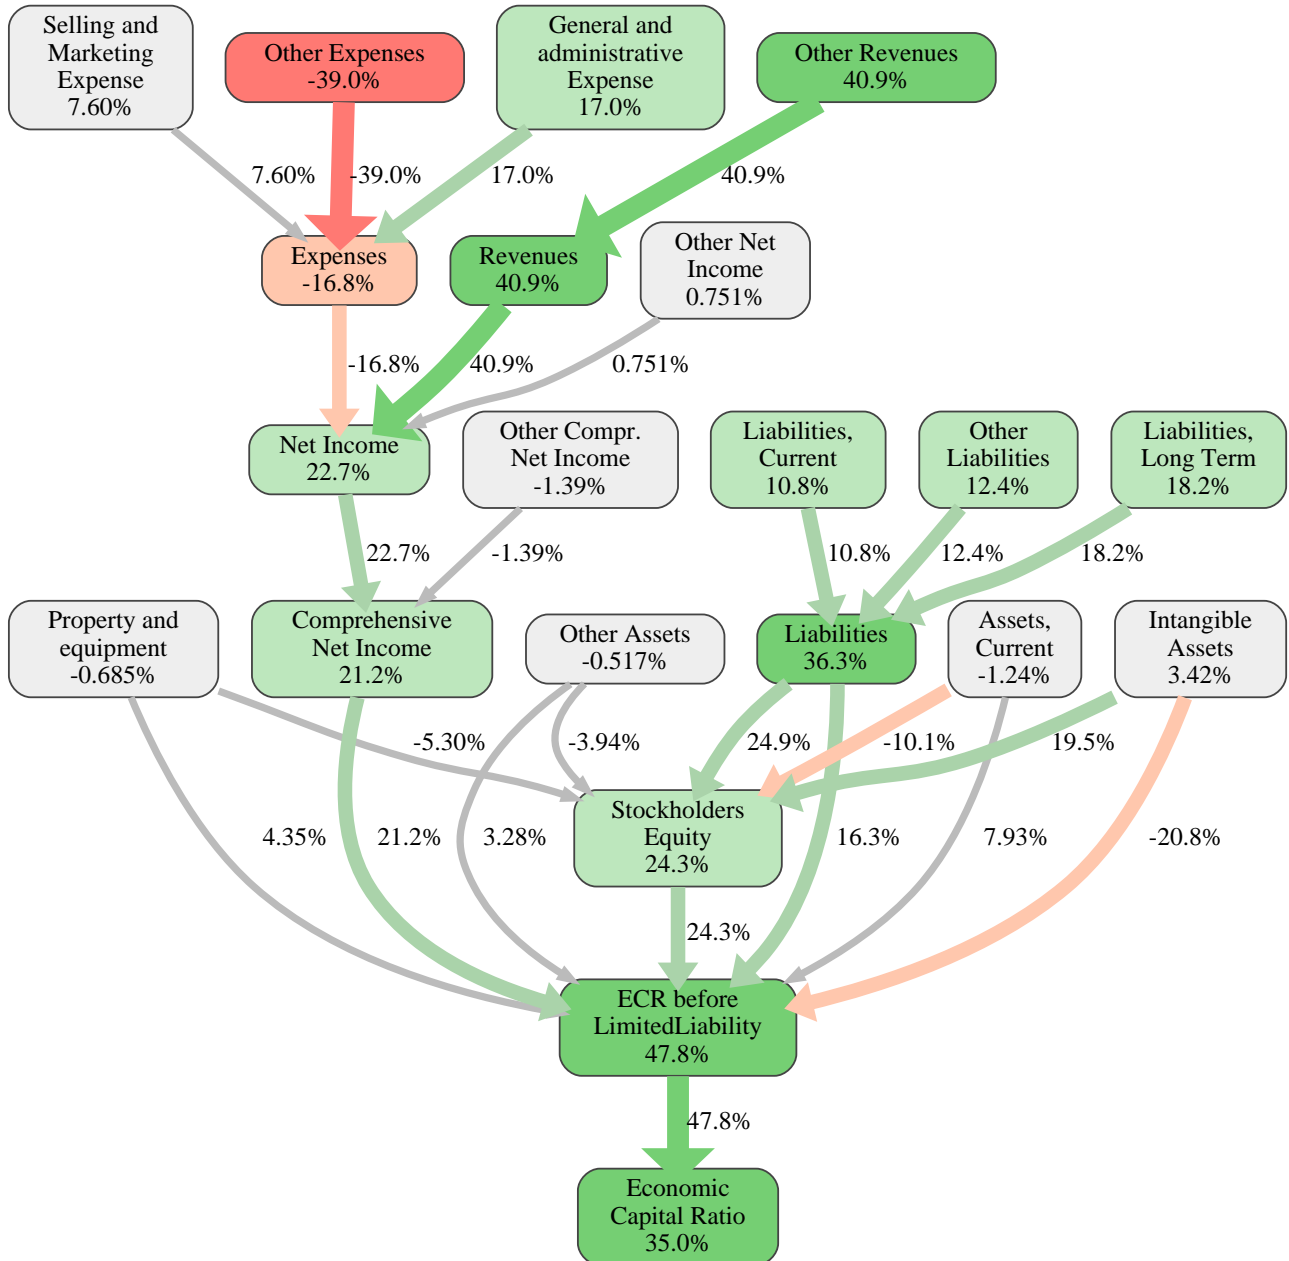 Selling and
Marketing
Expense
7.60%
Other Expenses
-39.0%
General and
administrative
Expense
17.0%
Other Revenues
40.9%
7.60%
-39.0%
17.0%
40.9%
Expenses
-16.8%
Revenues
40.9%
Other Net
Income
0.751%
-16.8%
40.9%
0.751%
Net Income
22.7%
Other Compr.
Net Income
-1.39%
Liabilities,
Current
10.8%
Other
Liabilities
12.4%
Liabilities,
Long Term
18.2%
22.7%
-1.39%
10.8%
12.4%
18.2%
Property and
equipment
-0.685%
Comprehensive
Net Income
21.2%
Other Assets
-0.517%
Liabilities
36.3%
Assets,
Current
-1.24%
Intangible
Assets
3.42%
-5.30%
-3.94%
24.9%
-10.1%
19.5%
Stockholders
Equity
24.3%
4.35%
21.2%
3.28%
16.3%
7.93%
-20.8%
24.3%
ECR before
LimitedLiability
47.8%
47.8%
Economic
Capital Ratio
35.0%